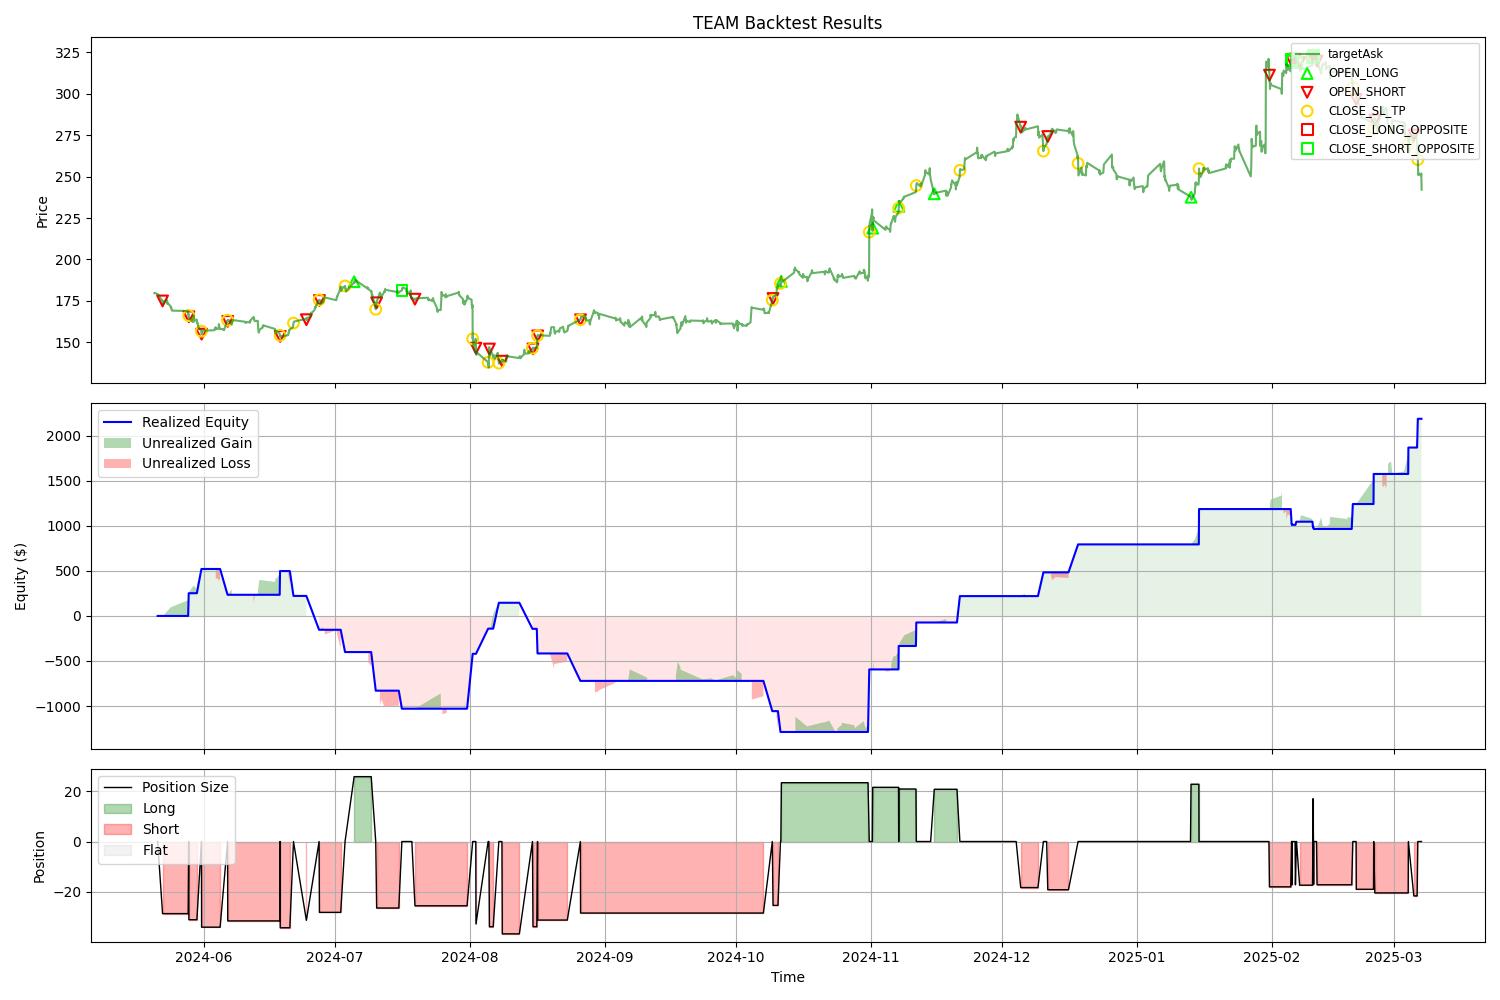 TEAM Backtest Results
325
300
275
250
225
200
175
150
Price
targetAsk
OPEN_LONG
OPEN_SHORT
CLOSE_SL_TP
CLOSE_LONG_OPPOSITE
CLOSE_SHORT_OPPOSITE
2000
1500
1000
500
0
−500
−1000
Equity ($)
Realized Equity
Unrealized Gain
Unrealized Loss
20
0
−20
Position
Position Size
Long
Short
Flat
2024-06
2024-07
2024-08
2024-09
2024-10
2024-11
2024-12
2025-01
2025-02
2025-03
Time